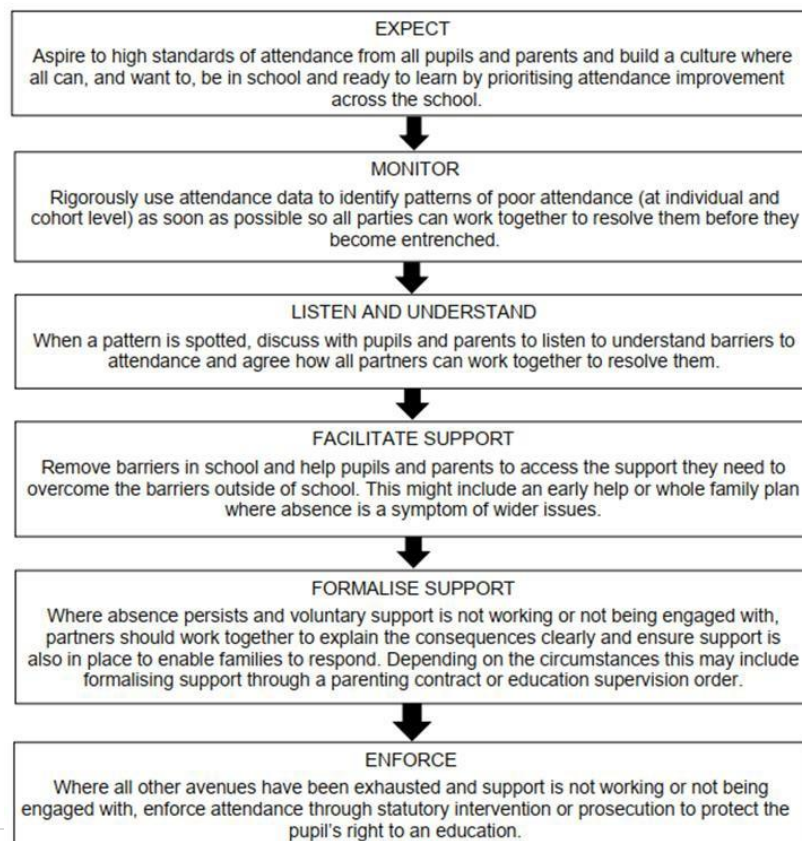 EXPECT
Aspire to high standards of attendance from all pupils and parents and build a culture where
all can, and want to, be in school and ready to learn by prioritising attendance improvement
across the school.
MONITOR
Rigorously use attendance data to identify patterns of poor attendance (at individual and
cohort level) as soon as possible so all parties can work together to resolve them before they
become entrenched.
LISTEN AND UNDERSTAND
When a pattern is spotted, discuss with pupils and parents to listen to understand barriers to
attendance and agree how all partners can work together to resolve them.
FACILITATE SUPPORT
Remove barriers in school and help pupils and parents to access the support they need to
overcome the barriers outside of school. This might include an early help or whole family plan
where absence is a symptom of wider issues.
FORMALISE SUPPORT
Where absence persists and voluntary support is not working or not being engaged with,
partners should work together to explain the consequences clearly and ensure support is
also in place to enable families to respond. Depending on the circumstances this may include
formalising support through a parenting contract or education supervision order.
ENFORCE
Where all other avenues have been exhausted and support is not working or not being
engaged with, enforce attendance through statutory intervention or prosecution to protect the
pupil's right to an education.